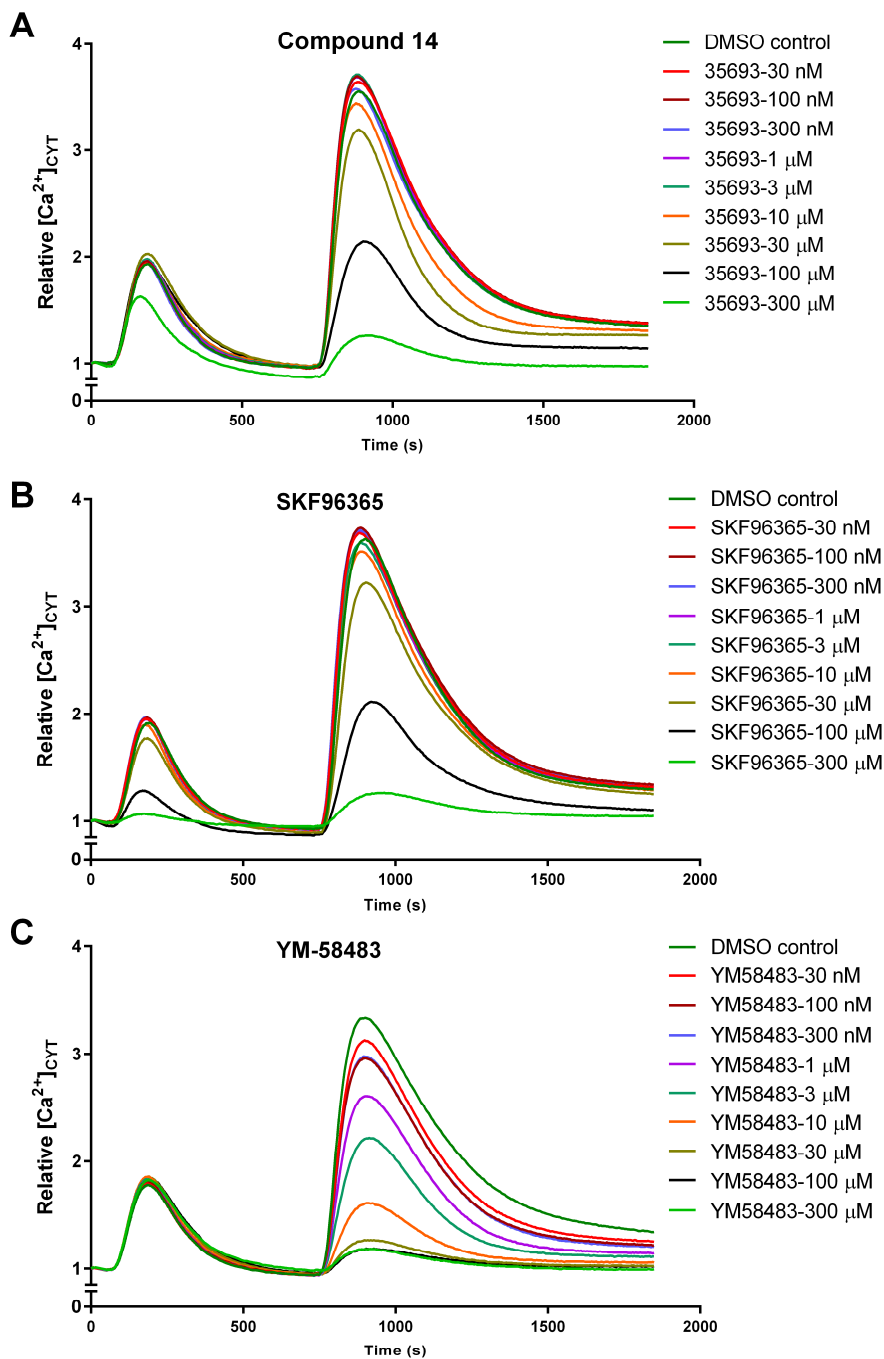 A
Compound 14
4
3
2
1
0
Relative [Ca2+]CYT
0
500
1000
1500
2000
Time (s)
DMSO control
35693-30 nM
35693-100 nM
35693-300 nM
35693-1 μM
35693-3 μM
35693-10 μM
35693-30 μM
35693-100 μM
35693-300 μM
B
SKF96365
4
3
2
1
0
Relative [Ca2+]CYT
0
500
1000
1500
2000
Time (s)
DMSO control
SKF96365-30 nM
SKF96365-100 nM
SKF96365-300 nM
SKF96365-1 μM
SKF96365-3 μM
SKF96365-10 μM
SKF96365-30 μM
SKF96365-100 μM
SKF96365-300 μM
C
YM-58483
4
3
2
1
0
Relative [Ca2+]CYT
0
500
1000
1500
2000
Time (s)
DMSO control
YM58483-30 nM
YM58483-100 nM
YM58483-300 nM
YM58483-1 μM
YM58483-3 μM
YM58483-10 μM
YM58483-30 μM
YM58483-100 μM
YM58483-300 μM